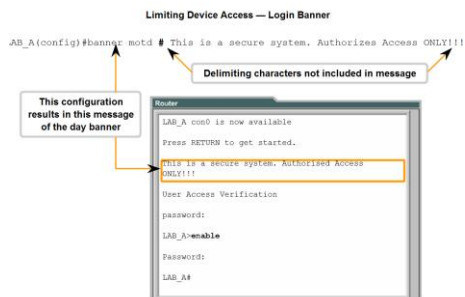 Limiting Device Access — Login Banner
AB_A(config)#banner motd # This is a secure system. Authorizes Access ONLY!!!
Delimiting characters not included in message
This configuration
results in this message
of the day banner
Router
LAB_A con0 is now available
Press RETURN to get started.
This is a secure system. Authorised Access
ONLY!!!
User Access Verification
password:
LAB_A>enable
Password:
LAB_A#